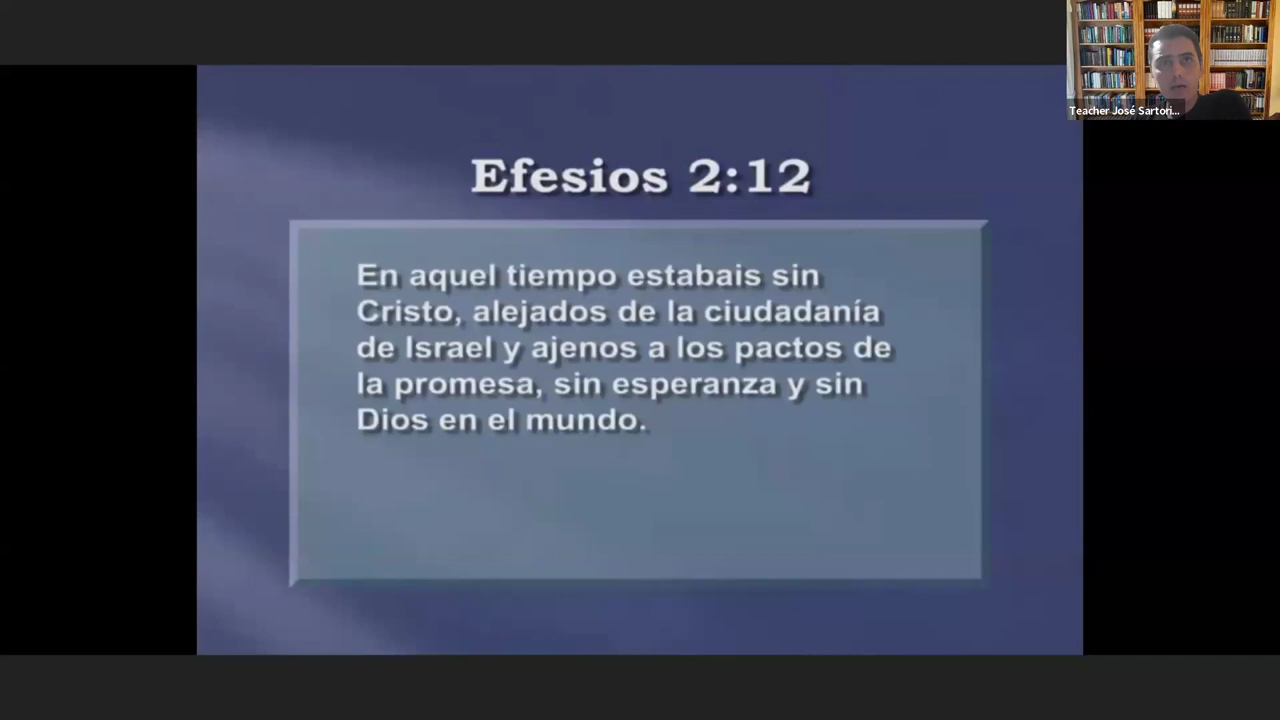 Teacher José Sartori...
Efesios 2:12
En aquel tiempo estabais sin
Cristo, alejados de la ciudadanía
de Israel y ajenos a los pactos de
la promesa, sin esperanza y sin
Dios en el mundo.